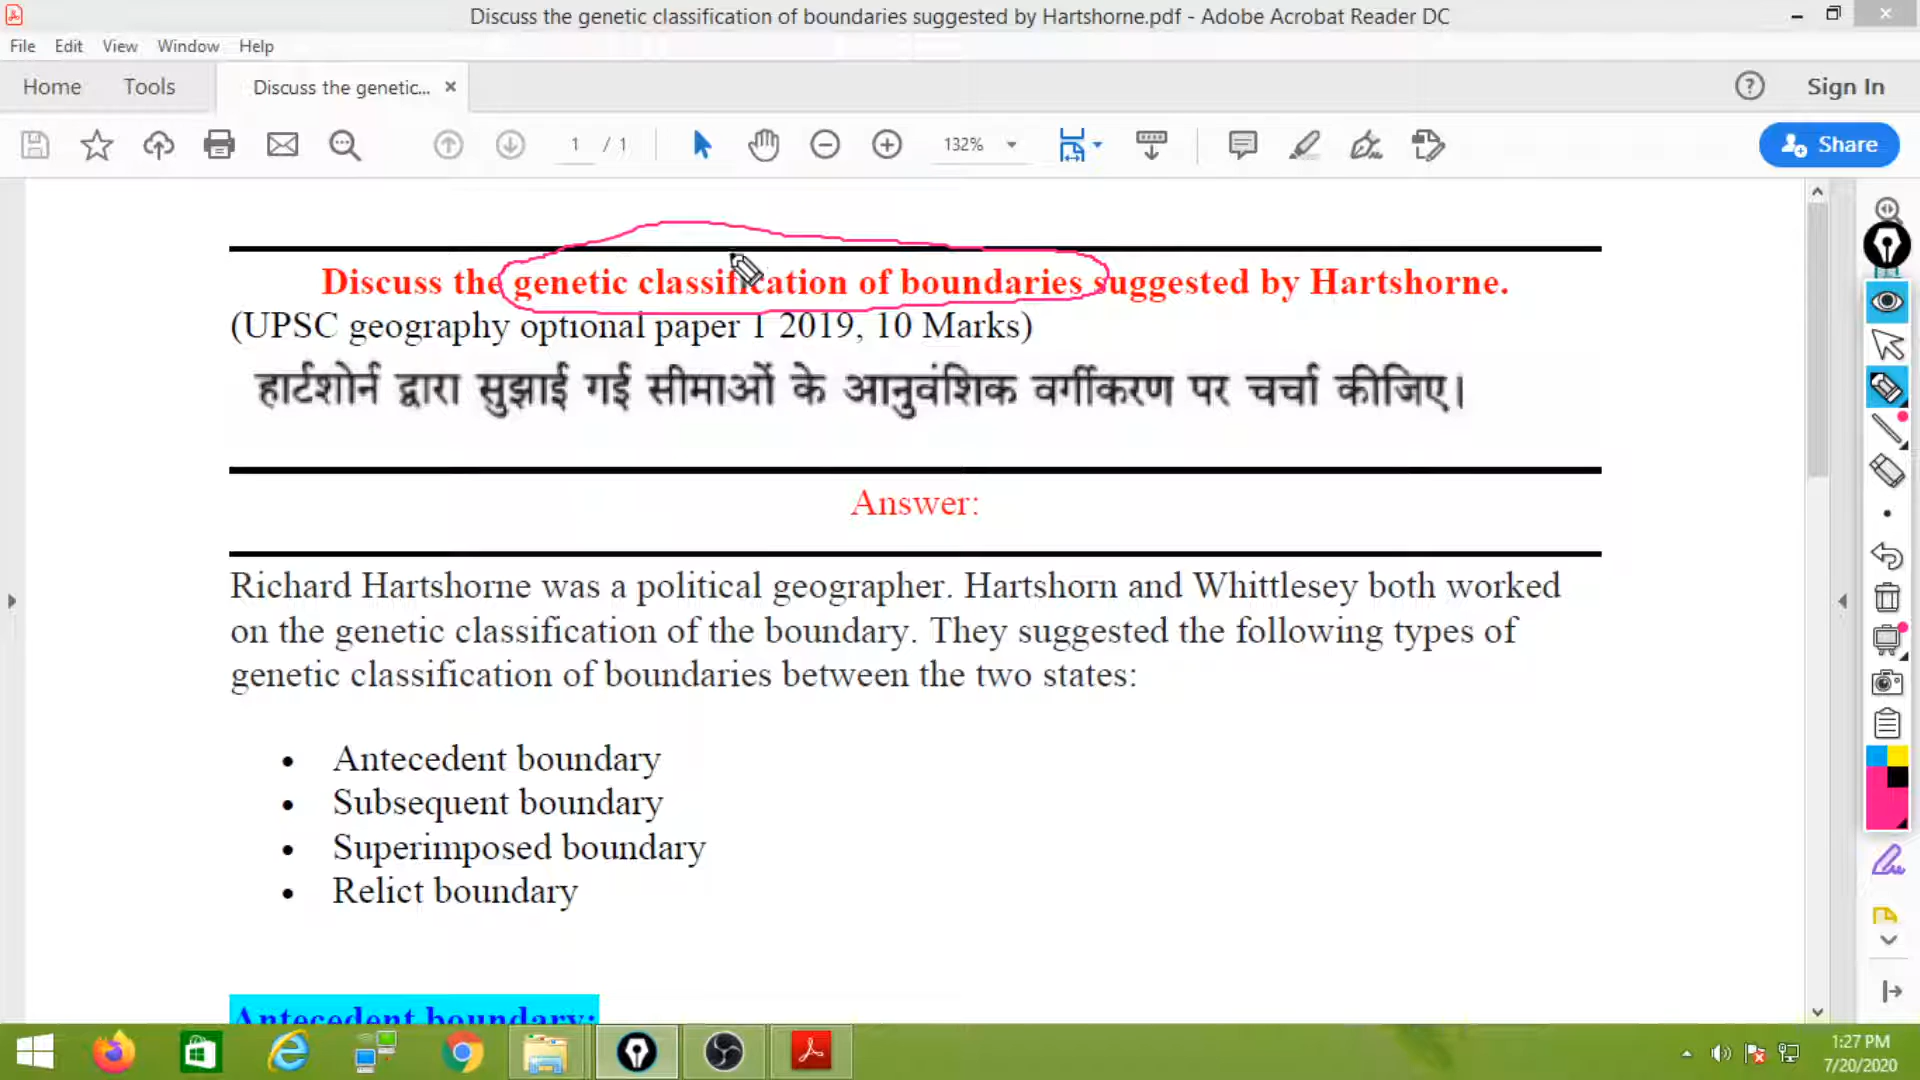 Discuss the genetic classification of boundaries suggested by Hartshorne.pdf - Adobe Acrobat Reader DC
File Edit View Window Help
Home Tools Discuss the genetic... × Sign In
1 / 1 132% Share
Discuss the genetic classification of boundaries suggested by Hartshorne.
(UPSC geography optional paper 1 2019, 10 Marks)
हार्टशोर्न द्वारा सुझाई गई सीमाओं के आनुवंशिक वर्गीकरण पर चर्चा कीजिए।
Answer:
Richard Hartshorne was a political geographer. Hartshorn and Whittlesey both worked
on the genetic classification of the boundary. They suggested the following types of
genetic classification of boundaries between the two states:
• Antecedent boundary
• Subsequent boundary
• Superimposed boundary
• Relict boundary
Antecedent boundary:
1:27 PM
7/20/2020